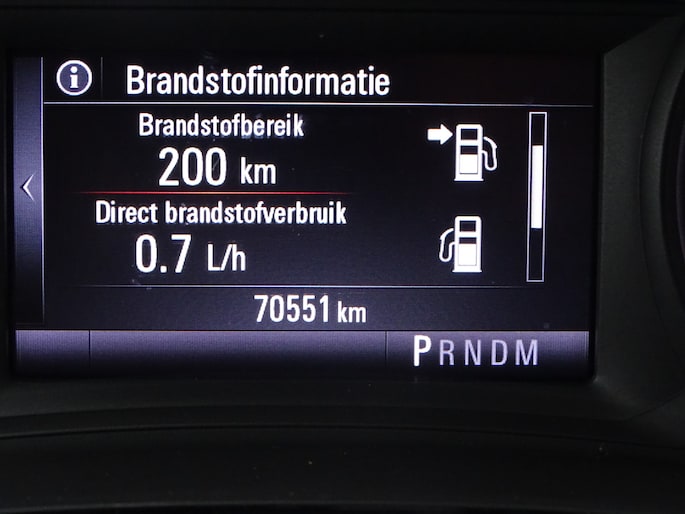 Brandstofinformatie
Brandstofbereik
200 km
Direct brandstofverbruik
0.7 L/h
70551 km
PRNDM